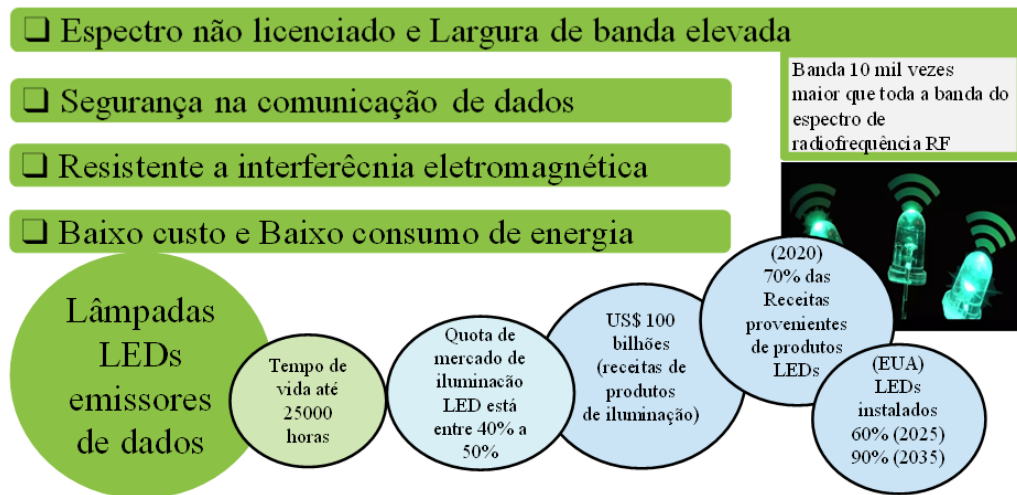 ❑ Espectro não licenciado e Largura de banda elevada
Banda 10 mil vezes
maior que toda a banda do
espectro de
radiofrequência RF
❑ Segurança na comunicação de dados
❑ Resistente a interferêcnia eletromagnética
❑ Baixo custo e Baixo consumo de energia
Lâmpadas
LEDs
emissores
de dados
Tempo de
vida até
25000
horas
Quota de
mercado de
iluminação
LED está
entre 40% a
50%
US$ 100
bilhões
(receitas de
produtos
de iluminação)
(2020)
70% das
Receitas
provenientes
de produtos
LEDs
(EUA)
LEDs
instalados
60% (2025)
90% (2035)